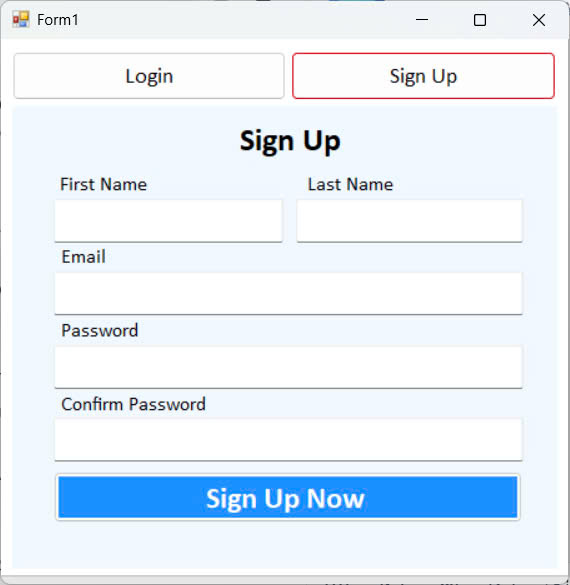 Form1
Login Sign Up
Sign Up
First Name Last Name
Email
Password
Confirm Password
Sign Up Now